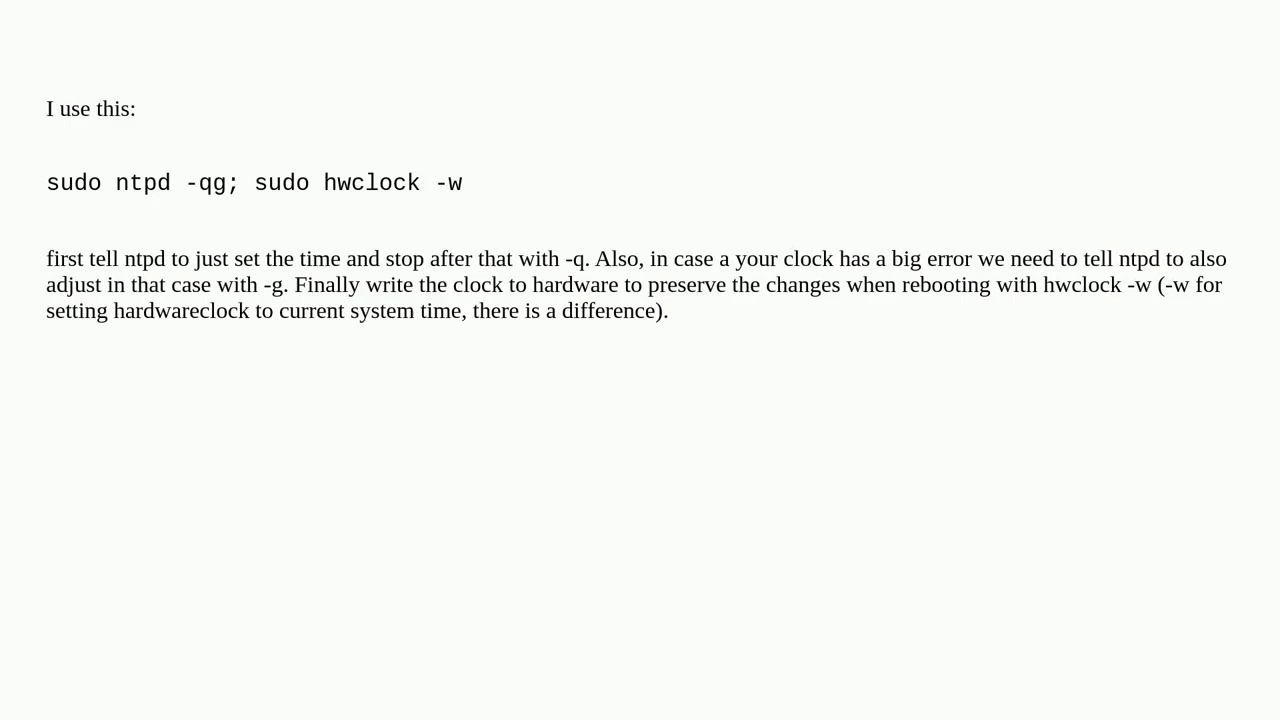 I use this:
sudo ntpd -qg; sudo hwclock -w
first tell ntpd to just set the time and stop after that with -q. Also, in case a your clock has a big error we need to tell ntpd to also
adjust in that case with -g. Finally write the clock to hardware to preserve the changes when rebooting with hwclock -w (-w for
setting hardwareclock to current system time, there is a difference).